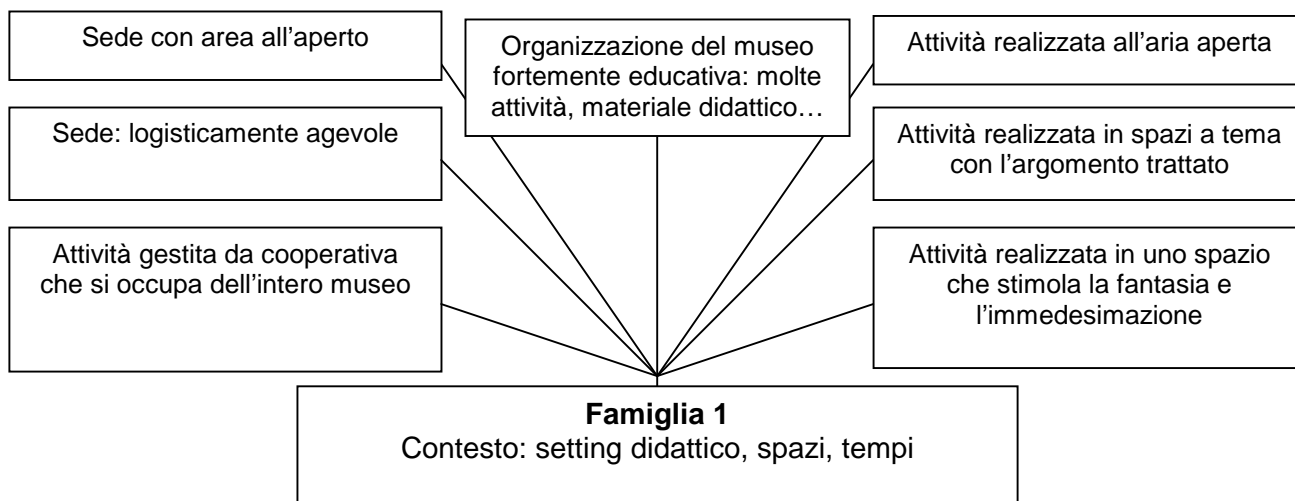 Sede con area all’aperto
Sede: logisticamente agevole
Attività gestita da cooperativa
che si occupa dell’intero museo
Organizzazione del museo
fortemente educativa: molte
attività, materiale didattico…
Attività realizzata all’aria aperta
Attività realizzata in spazi a tema
con l’argomento trattato
Attività realizzata in uno spazio
che stimola la fantasia e
l’immedesimazione
Famiglia 1
Contesto: setting didattico, spazi, tempi